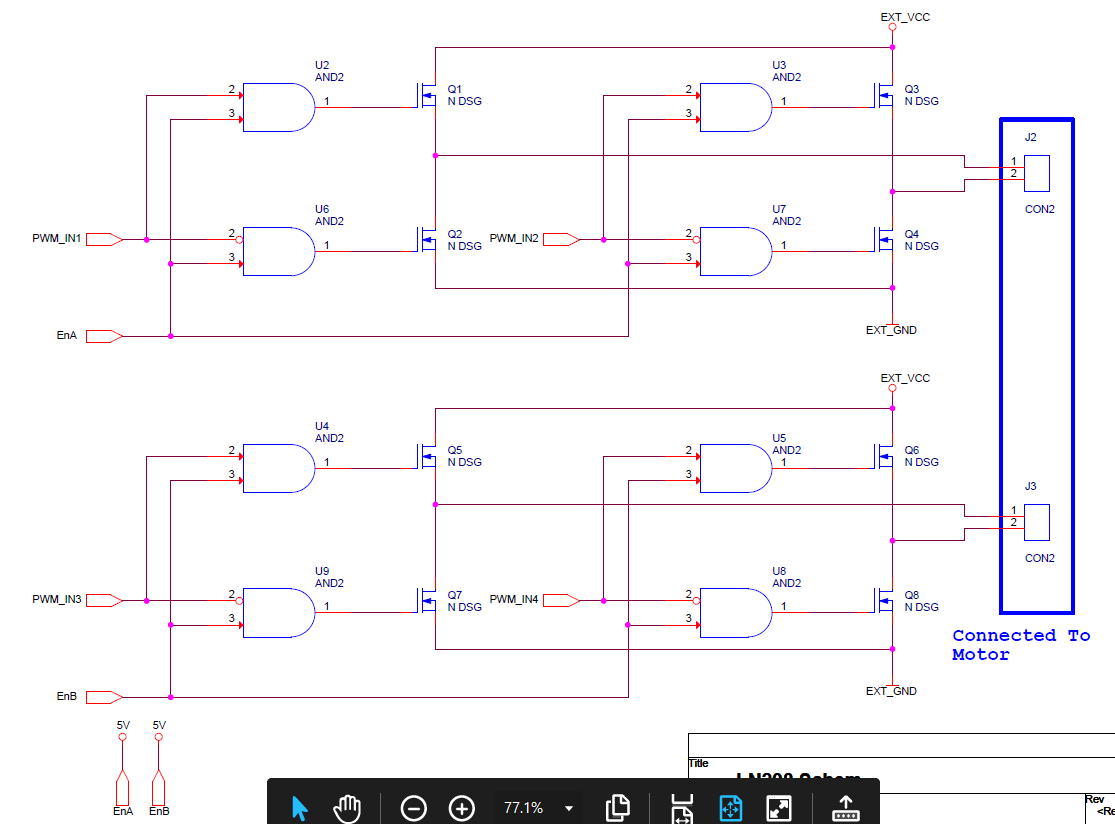 EXT_VCC
U2
AND2
U3
AND2
2
3
1
Q1
N DSG
2
3
1
Q3
N DSG
J2
1
2
CON2
U6
AND2
U7
AND2
PWM_IN1
2
3
1
Q2
N DSG
PWM_IN2
2
3
1
Q4
N DSG
EnA
EXT_GND
EXT_VCC
U4
AND2
U5
AND2
2
3
1
Q5
N DSG
2
3
1
Q6
N DSG
J3
1
2
CON2
U9
AND2
U8
AND2
PWM_IN3
2
3
1
Q7
N DSG
PWM_IN4
2
3
1
Q8
N DSG
Connected To
Motor
EnB
EXT_GND
5V
5V
EnA
EnB
Title
77.1%
Rev